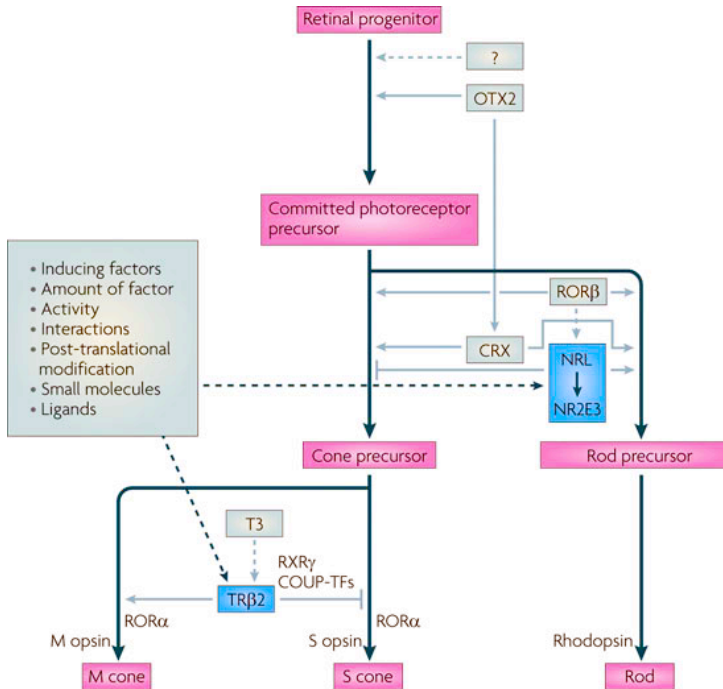 Retinal progenitor
?
OTX2
Committed photoreceptor
precursor
• Inducing factors
• Amount of factor
• Activity
• Interactions
• Post-translational
modification
• Small molecules
• Ligands
RORβ
CRX
NRL
NR2E3
Cone precursor
Rod precursor
T3
RXRγ
COUP-TFs
TRβ2
RORα
RORα
M opsin
S opsin
Rhodopsin
M cone
S cone
Rod